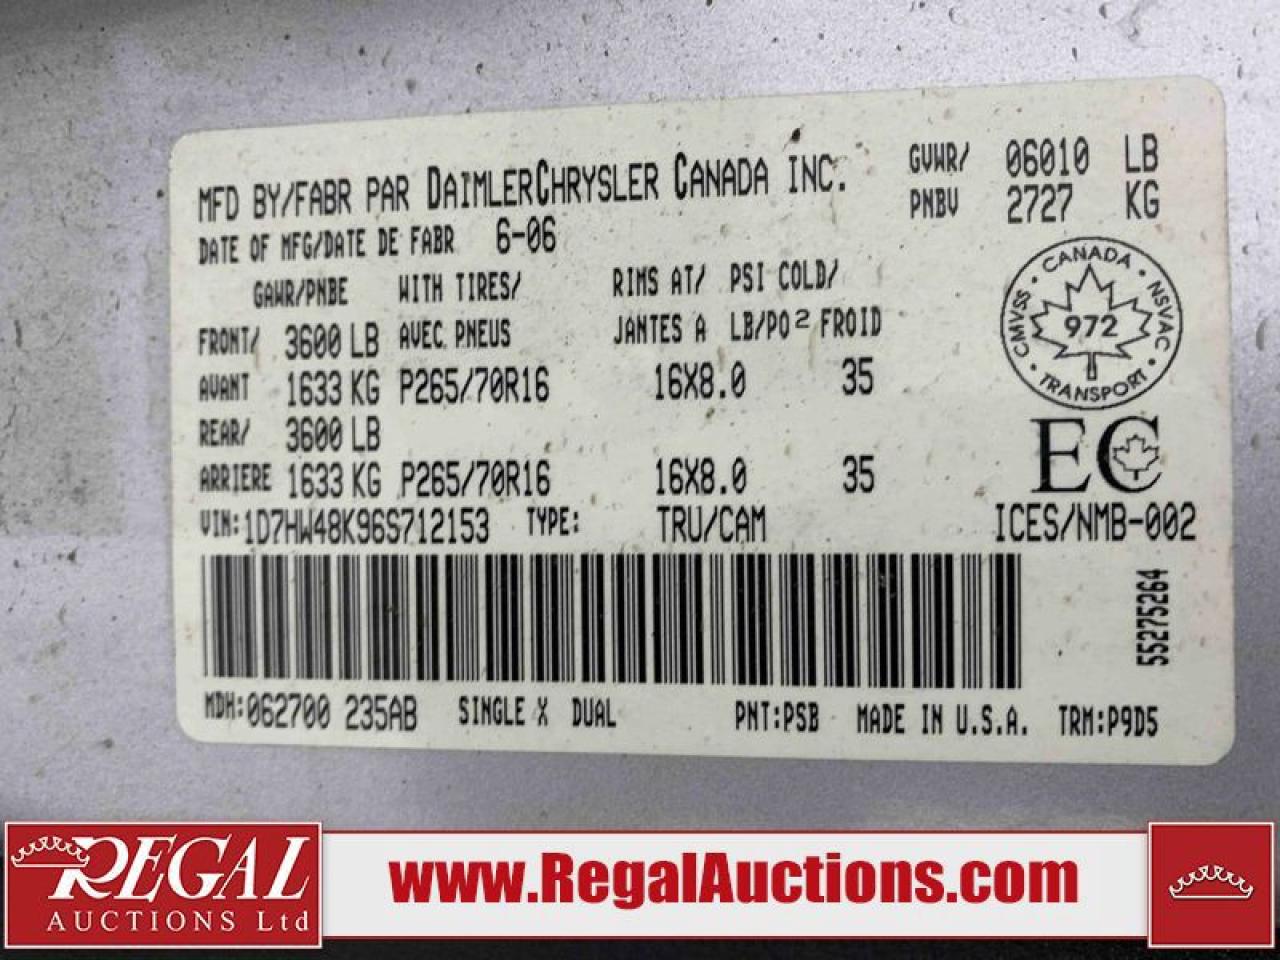 MFD BY/FABR PAR DAIMLERCHRYSLER CANADA INC.
GVWR/ 06010 LB
PNBV 2727 KG
DATE OF MFG/DATE DE FABR 6-06
GAWR/PNBE WITH TIRES/ RIMS AT/ PSI COLD/
FRONT/ 3600 LB AVEC PNEUS JANTES A LB/PO² FROID
AVANT 1633 KG P265/70R16 16X8.0 35
REAR/ 3600 LB
ARRIERE 1633 KG P265/70R16 16X8.0 35
CANADA • NSVAC • TRANSPORT • CMVSS •
972
EC
VIN:1D7HW48K96S712153 TYPE: TRU/CAM ICES/NMB-002
55275264
MDH:062700 235AB SINGLE X DUAL PNT:PSB MADE IN U.S.A. TRM:P9D5
REGAL
AUCTIONS Ltd
www.RegalAuctions.com